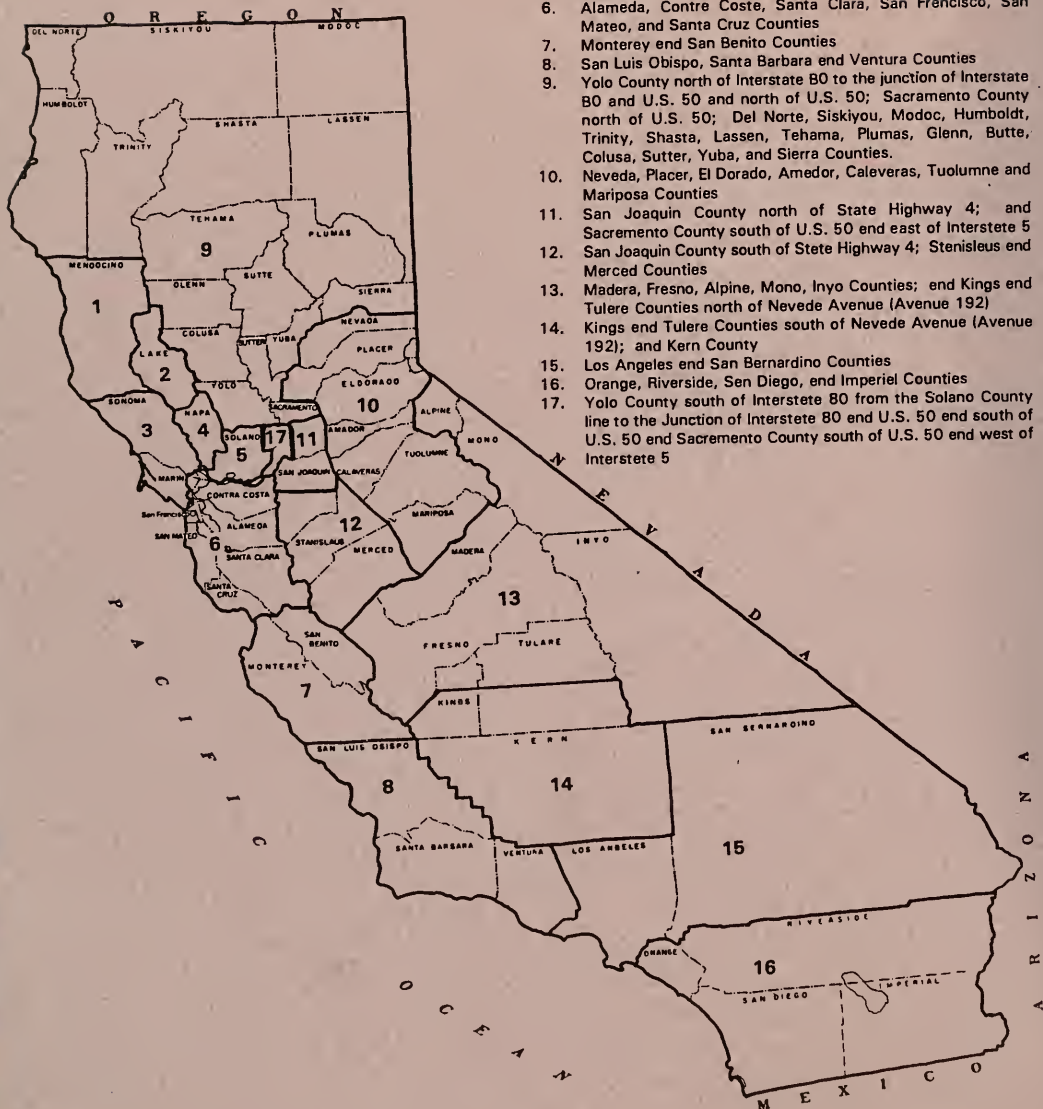 6. Alameda, Contre Coste, Santa Clara, San Frencisco, San
Mateo, and Santa Cruz Counties
7. Monterey end San Benito Counties
8. San Luis Obispo, Santa Barbara end Ventura Counties
9. Yolo County north of Interstate B0 to the junction of Interstate
B0 and U.S. 50 and north of U.S. 50; Sacramento County
north of U.S. 50; Del Norte, Siskiyou, Modoc, Humboldt,
Trinity, Shasta, Lassen, Tehama, Plumas, Glenn, Butte,
Colusa, Sutter, Yuba, and Sierra Counties.
10. Neveda, Placer, El Dorado, Amedor, Caleveras, Tuolumne and
Mariposa Counties
11. San Joaquin County north of State Highway 4; and
Sacremento County south of U.S. 50 end east of Interstete 5
12. San Joaquin County south of Stete Highway 4; Stenisleus end
Merced Counties
13. Madera, Fresno, Alpine, Mono, Inyo Counties; end Kings end
Tulere Counties north of Nevede Avenue (Avenue 192)
14. Kings end Tulere Counties south of Nevede Avenue (Avenue
192); and Kern County
15. Los Angeles end San Bernardino Counties
16. Orange, Riverside, Sen Diego, end Imperiel Counties
17. Yolo County south of Interstete 80 from the Solano County
line to the Junction of Interstete 80 end U.S. 50 end south of
U.S. 50 end Sacremento County south of U.S. 50 end west of
Interstete 5
OREGON
DEL NORTE
SISKIYOU
MODOC
HUMBOLDT
TRINITY
SHASTA
LASSEN
TEHAMA
9
PLUMAS
MENDOCINO
1
GLENN
SUTTE
SIERRA
COLUSA
SUTTER
YUBA
NEVADA
LAKE
2
PLACER
YOLO
ELDORADO
10
SONOMA
3
NAPA
4
SACRAMENTO
ALPINE
SOLANO
5
17
11
AMADOR
MONO
MARIN
SAN JOAQUIN
CALAVERAS
TUOLUMNE
CONTRA COSTA
San Francisco
ALAMEDA
SAN MATEO
6
12
STANISLAUS
MERCED
MARIPOSA
SANTA CLARA
SANTA
CRUZ
MADERA
INYO
NEVADA
13
SAN
BENITO
FRESNO
TULARE
MONTEREY
7
KINGS
SAN LUIS OSISPO
KERN
SAN BERNARDINO
8
14
SANTA BARSARA
VENTURA
LOS ANGELES
15
RIVEASIDE
ORANGE
16
SAN DIEGO
IMPERIAL
PACIFIC
OCEAN
ARIZONA
MEXICO